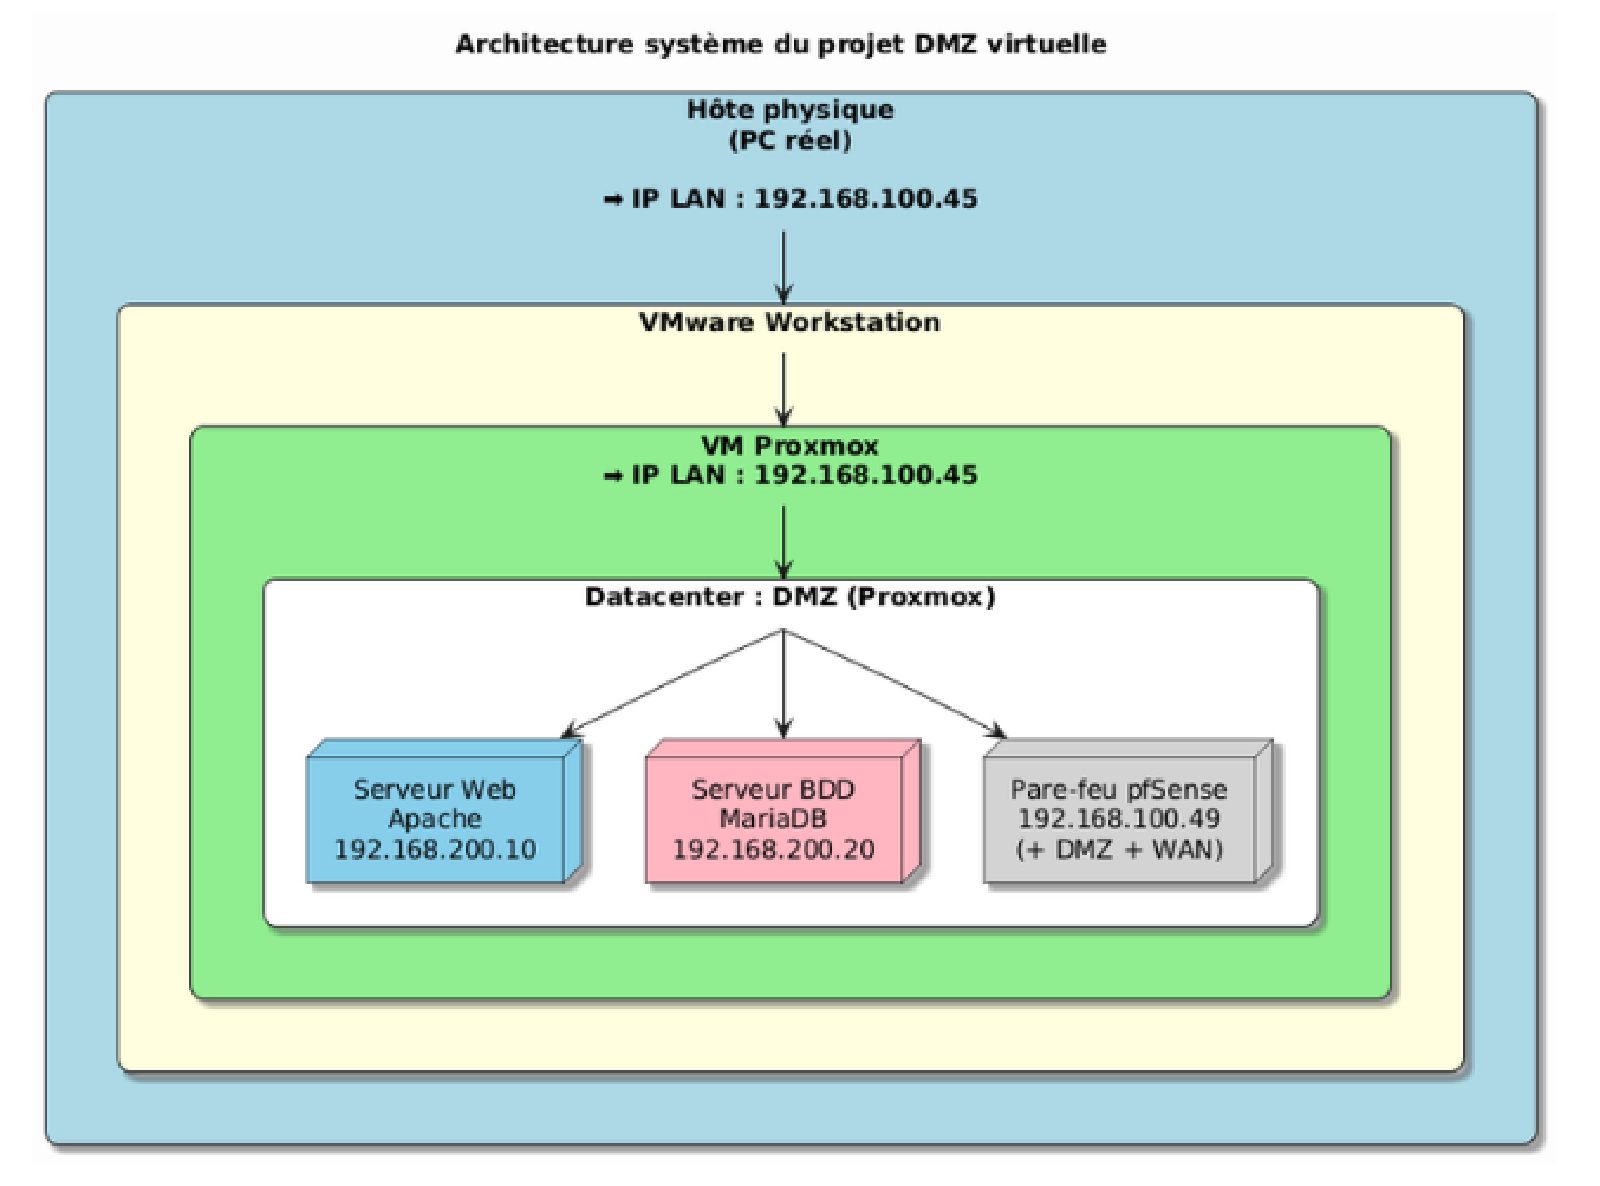 Architecture système du projet DMZ virtuelle
Hôte physique
(PC réel)
→ IP LAN : 192.168.100.45
VMware Workstation
VM Proxmox
→ IP LAN : 192.168.100.45
Datacenter : DMZ (Proxmox)
Serveur Web
Apache
192.168.200.10
Serveur BDD
MariaDB
192.168.200.20
Pare-feu pfSense
192.168.100.49
(+ DMZ + WAN)